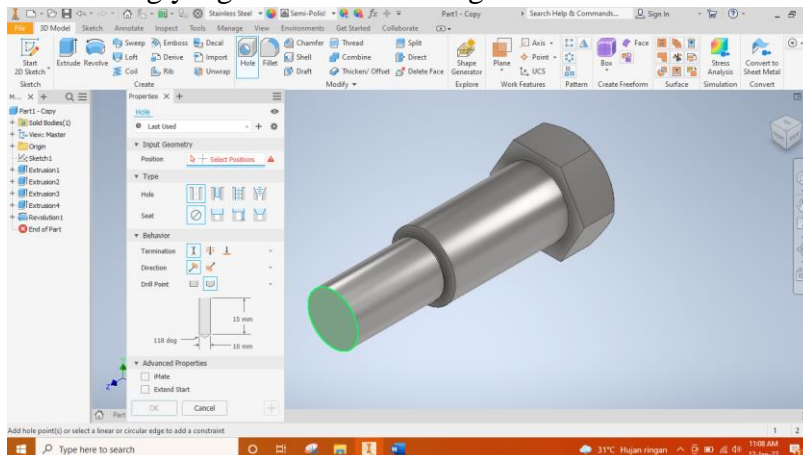 Stainless Steel
Semi-Polisl
fx
Part1 - Copy
Search Help & Commands...
Sign In
File 3D Model Sketch Annotate Inspect Tools Manage View Environments Get Started Collaborate
Start
2D Sketch
Extrude Revolve
Sweep Emboss Decal
Loft Derive Import
Coil Rib Unwrap
Hole Fillet
Chamfer Thread Split
Shell Combine Direct
Draft Thicken/ Offset Delete Face
Shape
Generator
Plane
Axis
Point
UCS
Box
Face
Stress
Analysis
Convert to
Sheet Metal
Sketch Create Modify Explore Work Features Pattern Create Freeform Surface Simulation Convert
M... X +
Part1 - Copy
Solid Bodies(1)
View: Master
Origin
Sketch1
Extrusion1
Extrusion2
Extrusion3
Extrusion4
Revolution1
End of Part
Properties X +
Hole
Last Used
Input Geometry
Position Select Positions
Type
Hole
Seat
Behavior
Termination
Direction
Drill Point
15 mm
118 deg
10 mm
Advanced Properties
iMate
Extend Start
OK Cancel
Z
Part
Add hole point(s) or select a linear or circular edge to add a constraint
1 2
Type here to search
31°C Hujan ringan
11:08 AM